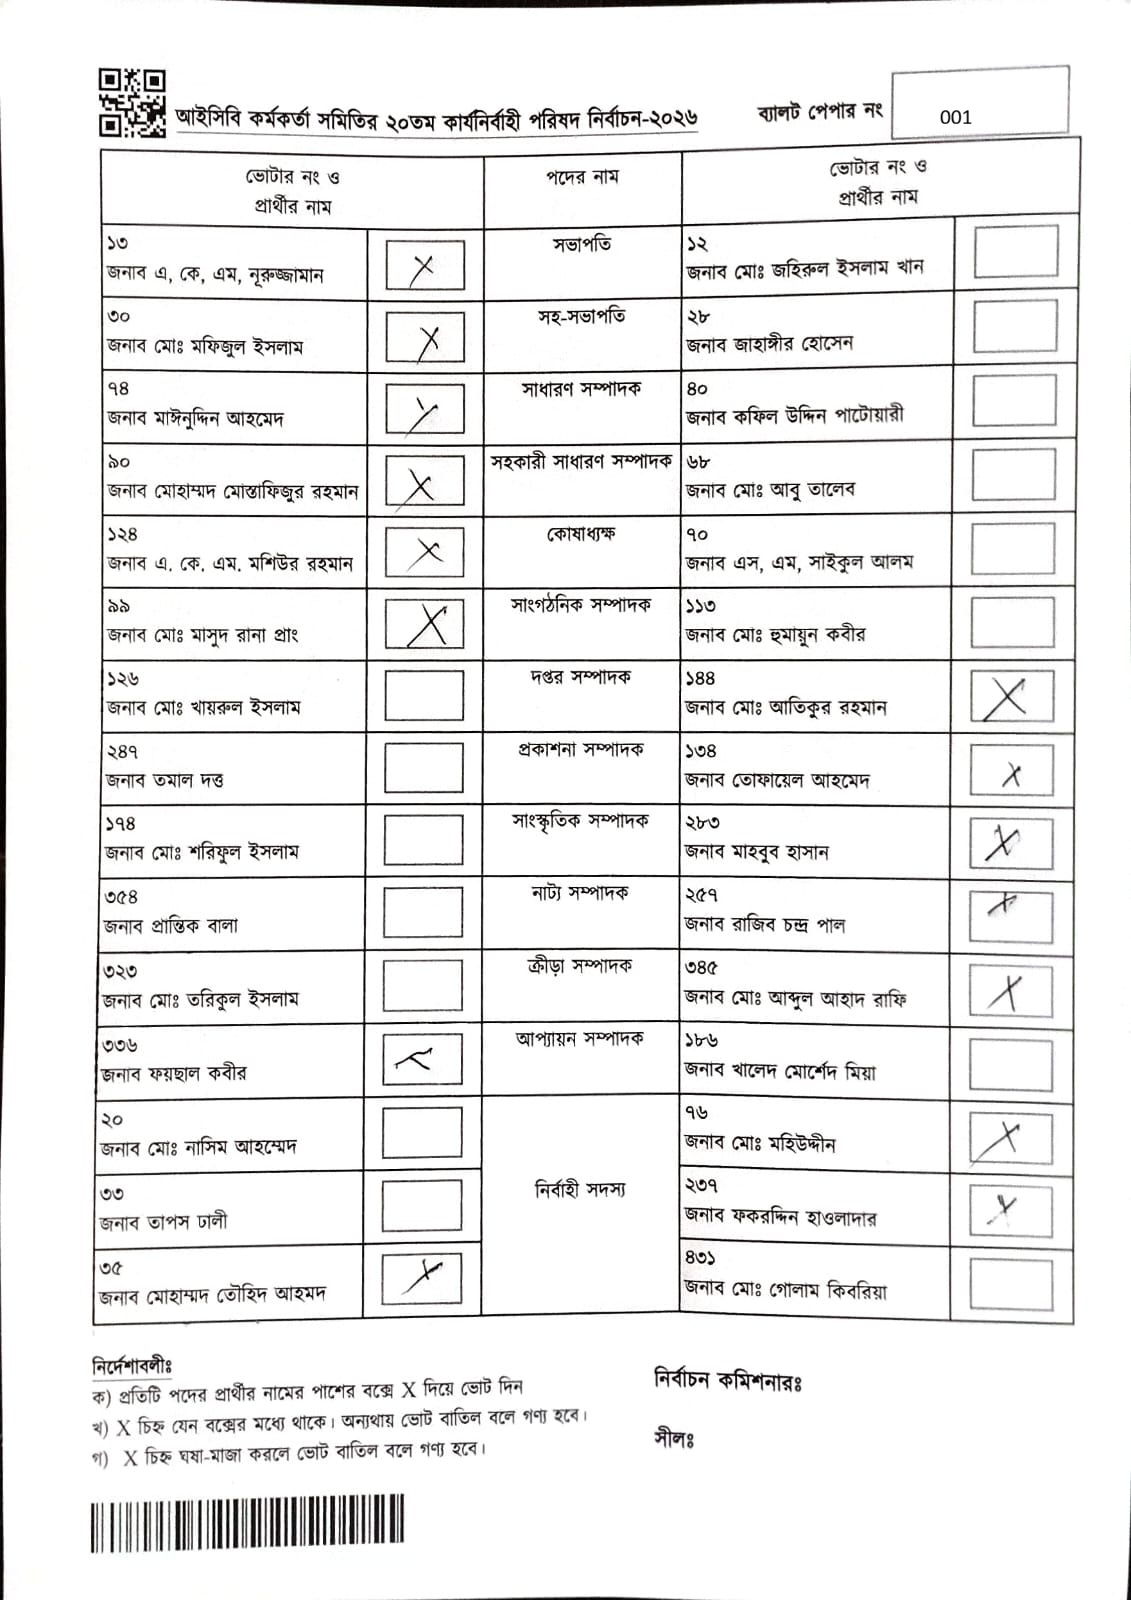 আইসিবি কর্মকর্তা সমিতির ২০তম কার্যনির্বাহী পরিষদ নির্বাচন-২০২৬
ব্যালট পেপার নং
001
ভোটার নং ও
প্রার্থীর নাম
পদের নাম
ভোটার নং ও
প্রার্থীর নাম
১৩
জনাব এ, কে, এম, নূরুজ্জামান
X
সভাপতি
১২
জনাব মোঃ জহিরুল ইসলাম খান
৩০
জনাব মোঃ মফিজুল ইসলাম
X
সহ-সভাপতি
২৮
জনাব জাহাঙ্গীর হোসেন
৭৪
জনাব মাঈনুদ্দিন আহমেদ
X
সাধারণ সম্পাদক
৪০
জনাব কফিল উদ্দিন পাটোয়ারী
৯০
জনাব মোহাম্মদ মোস্তাফিজুর রহমান
X
সহকারী সাধারণ সম্পাদক
৬৮
জনাব মোঃ আবু তালেব
১২৪
জনাব এ. কে. এম. মশিউর রহমান
X
কোষাধ্যক্ষ
৭০
জনাব এস, এম, সাইকুল আলম
৯৯
জনাব মোঃ মাসুদ রানা প্রাং
X
সাংগঠনিক সম্পাদক
১১৩
জনাব মোঃ হুমায়ুন কবীর
১২৬
জনাব মোঃ খায়রুল ইসলাম
দপ্তর সম্পাদক
১৪৪
জনাব মোঃ আতিকুর রহমান
X
২৪৭
জনাব তমাল দত্ত
প্রকাশনা সম্পাদক
১৩৪
জনাব তোফায়েল আহমেদ
X
১৭৪
জনাব মোঃ শরিফুল ইসলাম
সাংস্কৃতিক সম্পাদক
২৮৩
জনাব মাহবুব হাসান
X
৩৫৪
জনাব প্রান্তিক বালা
নাট্য সম্পাদক
২৫৭
জনাব রাজিব চন্দ্র পাল
X
৩২৩
জনাব মোঃ তরিকুল ইসলাম
ক্রীড়া সম্পাদক
৩৪৫
জনাব মোঃ আব্দুল আহাদ রাফি
X
৩৩৬
জনাব ফয়ছাল কবীর
X
আপ্যায়ন সম্পাদক
১৮৬
জনাব খালেদ মোর্শেদ মিয়া
২০
জনাব মোঃ নাসিম আহম্মেদ
৭৬
জনাব মোঃ মহিউদ্দীন
X
৩৩
জনাব তাপস ঢালী
নির্বাহী সদস্য
২৩৭
জনাব ফকরদ্দিন হাওলাদার
X
৩৫
জনাব মোহাম্মদ তৌহিদ আহমদ
X
৪৩১
জনাব মোঃ গোলাম কিবরিয়া
নির্দেশাবলীঃ
ক) প্রতিটি পদের প্রার্থীর নামের পাশের বক্সে X দিয়ে ভোট দিন
খ) X চিহ্ন যেন বক্সের মধ্যে থাকে। অন্যথায় ভোট বাতিল বলে গণ্য হবে।
গ) X চিহ্ন ঘষা-মাজা করলে ভোট বাতিল বলে গণ্য হবে।
নির্বাচন কমিশনারঃ
সীলঃ